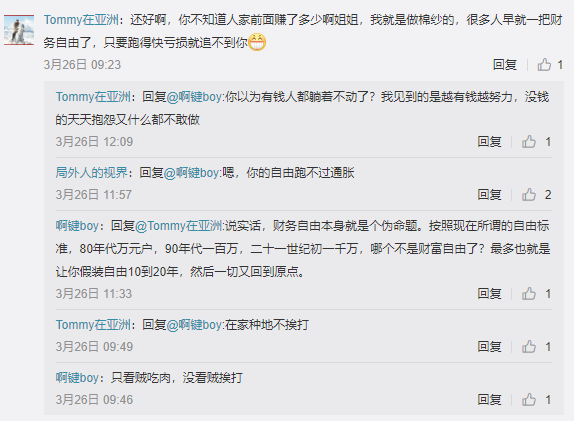 Tommy在亚洲：还好啊，你不知道人家前面赚了多少啊姐姐，我就是做棉纱的，很多人早就一把财
务自由了，只要跑得快亏损就追不到你😁
3月26日 09:23 回复 1
Tommy在亚洲：回复@啊键boy:你以为有钱人都躺着不动了？我见到的是越有钱越努力，没钱
的天天抱怨又什么都不敢做
3月26日 12:09 回复 1
局外人的视界：回复@啊键boy:嗯，你的自由跑不过通胀
3月26日 11:57 回复 2
啊键boy：回复@Tommy在亚洲:说实话，财务自由本身就是个伪命题。按照现在所谓的自由标
准，80年代万元户，90年代一百万，二十一世纪初一千万，哪个不是财富自由了？最多也就是
让你假装自由10到20年，然后一切又回到原点。
3月26日 11:33 回复 1
Tommy在亚洲：回复@啊键boy:在家种地不挨打
3月26日 09:49 回复 1
啊键boy：只看贼吃肉，没看贼挨打
3月26日 09:46 回复 1